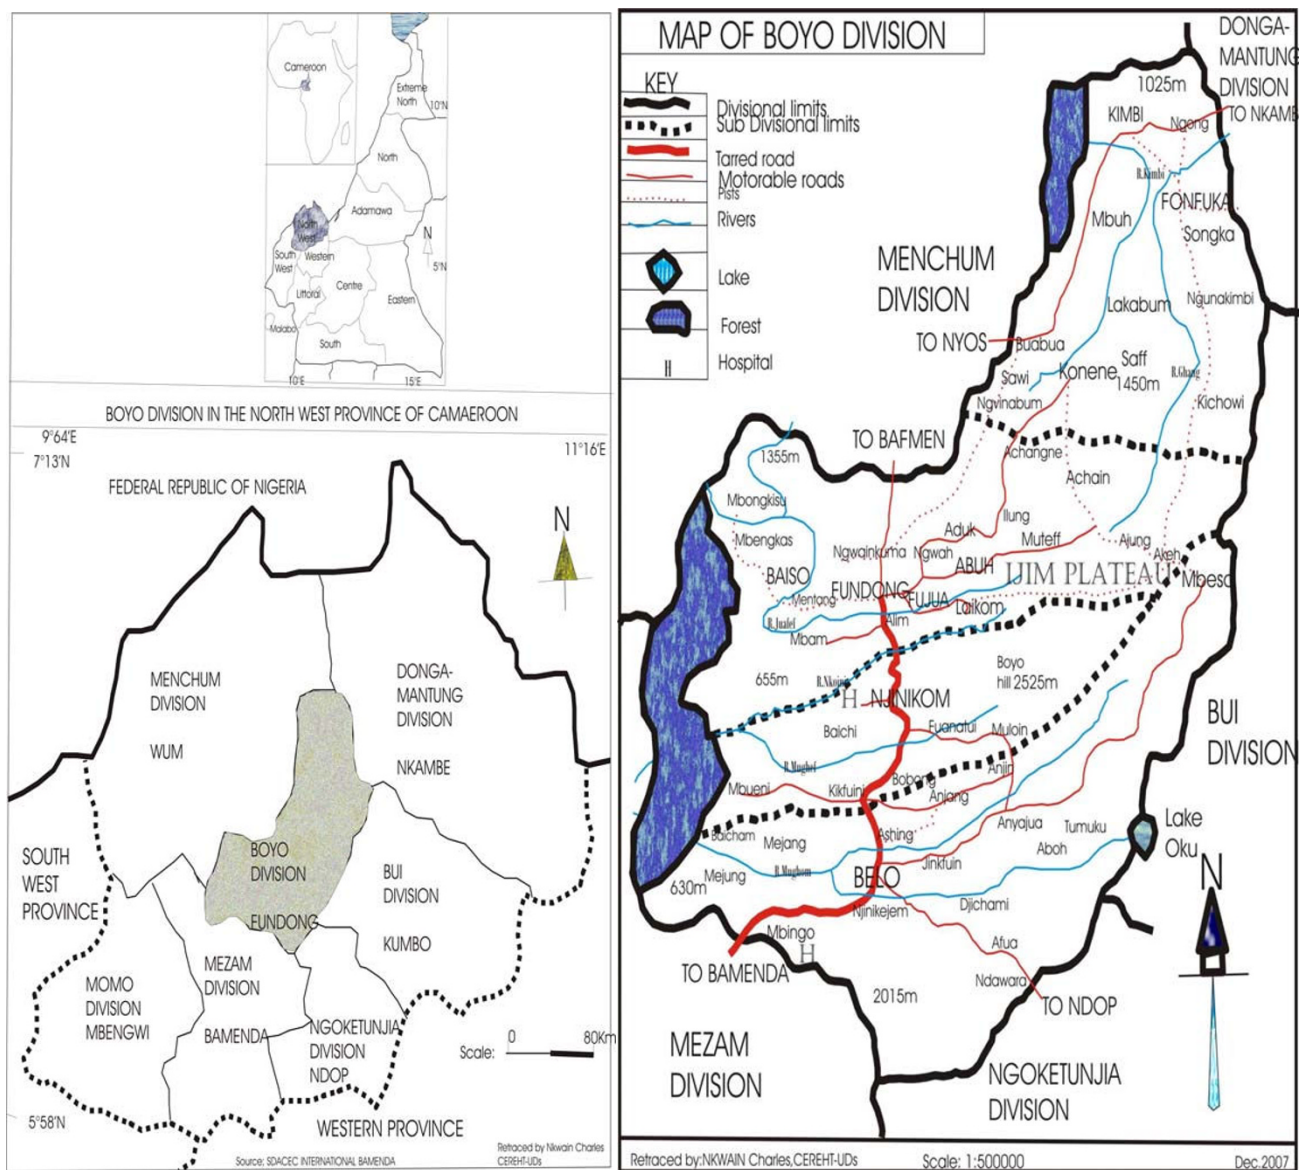 Cameroon
Extreme
North
10°N
North
Adamawa
North
West
N
South
West
Western
5°N
Littoral
Centre
Eastern
Malabo
South
10°E
15°E
BOYO DIVISION IN THE NORTH WEST PROVINCE OF CAMAEROON
9°64'E
11°16'E
7°13'N
FEDERAL REPUBLIC OF NIGERIA
N
MENCHUM
DIVISION
WUM
DONGA-
MANTUNG
DIVISION
NKAMBE
SOUTH
WEST
PROVINCE
BOYO
DIVISION
FUNDONG
BUI
DIVISION
KUMBO
MOMO
DIVISION
MBENGWI
MEZAM
DIVISION
BAMENDA
NGOKETUNJIA
DIVISION
NDOP
0
80Km
Scale:
5°58'N
WESTERN PROVINCE
Retraced by Nkwain Charles
CEREHT-UDs
Source; SDACEC INTERNATIONAL BAMENDA
MAP OF BOYO DIVISION
KEY
Divisional limits
Sub Divisional limits
Tarred road
Motorable roads
Pists
Rivers
Lake
Forest
Hospital
DONGA-
MANTUNG
DIVISION
1025m
KIMBI
Ngong
TO NKAMB
R.Kimbi
FONFUKA
Mbuh
Songka
MENCHUM
DIVISION
Lakabum
Ngunakimbi
TO NYOS
Buabua
Saff
1450m
Konene
R.Ghang
Sawi
Ngvinabum
Kichowi
TO BAFMEN
Achangne
1355m
Achain
Mbongkisu
Ilung
Aduk
Mbengkas
Muteff
Ajung
Ngwainkuma
Ngwah
Akeh
ABUH
IJIM PLATEAU
BAISO
FUNDONG
Mbesa
Mentang
FUJUA
Laikom
Alim
Mbam
655m
Boyo
hill 2525m
H
NJINIKOM
BUI
DIVISION
Baichi
Fuanatui
Muloin
Anjin
Bobong
Mbueni
Kikfuini
Anjang
Anyajua
Lake
Oku
Baicham
Mejang
Ashing
Tumuku
Aboh
Jinkfuin
Mejung
R.Mughom
BELO
630m
N
Njinikejem
Djichami
Mbingo
H
Afua
TO BAMENDA
Ndawara
2015m
TO NDOP
MEZAM
DIVISION
NGOKETUNJIA
DIVISION
Retraced by:NKWAIN Charles,CEREHT-UDs
Scale: 1:500000
Dec.2007